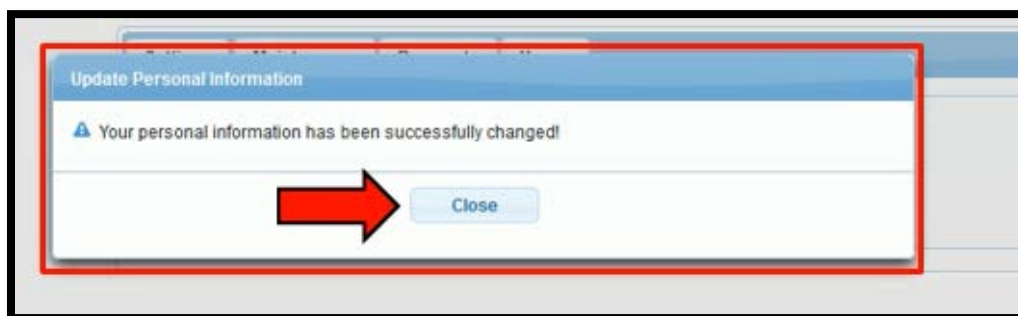 Update Personal Information
Your personal information has been successfully changed!
Close